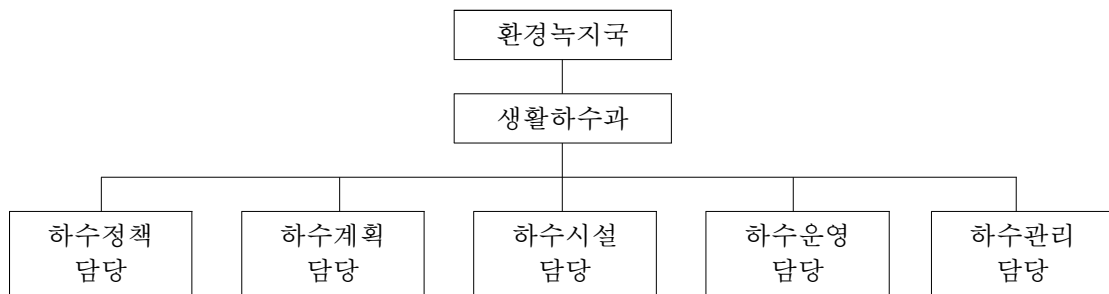 환경녹지국
생활하수과
하수정책
담당
하수계획
담당
하수시설
담당
하수운영
담당
하수관리
담당